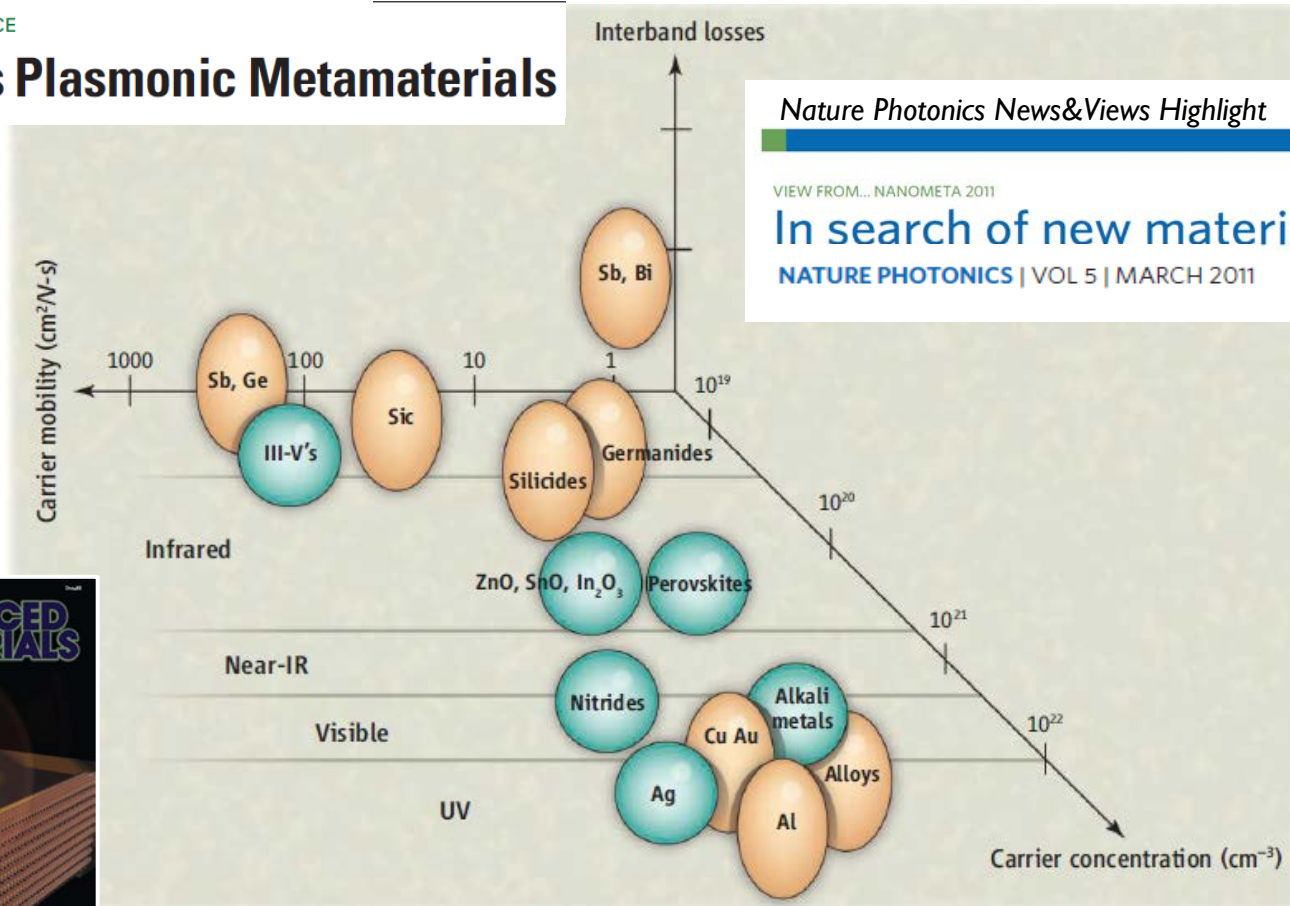 CE
s Plasmonic Metamaterials
Interband losses
Nature Photonics News&Views Highlight
VIEW FROM... NANOMETA 2011
In search of new materi
NATURE PHOTONICS | VOL 5 | MARCH 2011
Carrier mobility (cm²/V-s)
1000
100
10
1
10¹⁹
10²⁰
10²¹
10²²
Sb, Bi
Sb, Ge
III-V's
Sic
Silicides
Germanides
Infrared
ZnO, SnO, In₂O₃
Perovskites
Near-IR
Nitrides
Alkali
metals
Visible
Cu Au
Alloys
Ag
Al
UV
Carrier concentration (cm⁻³)
CED
RIALS